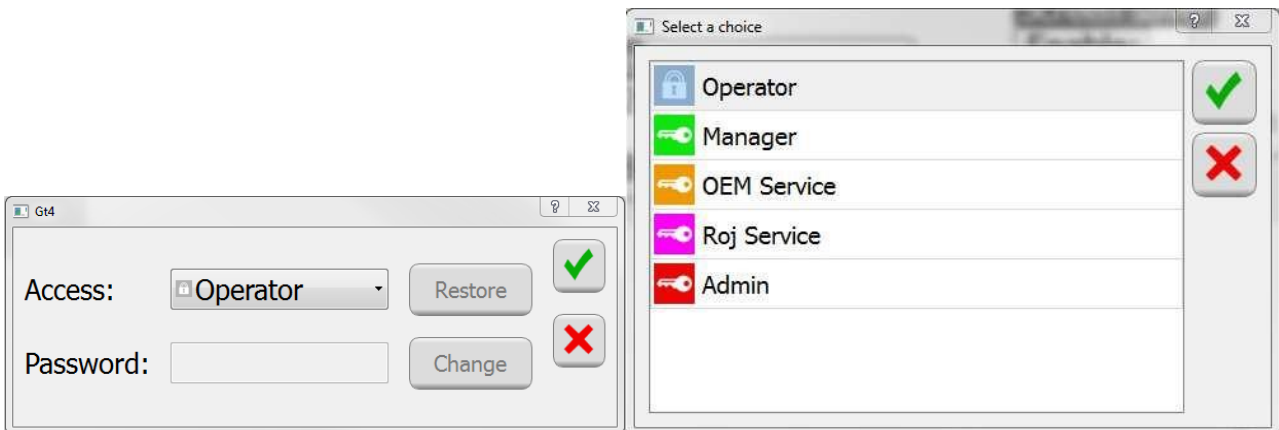 Gt4
Access:
Operator
Restore
Password:
Change
Select a choice
Operator
Manager
OEM Service
Roj Service
Admin